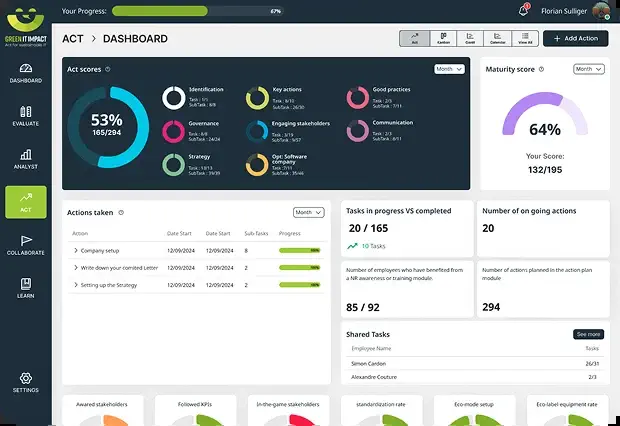 Your Progress:
67%
1
Florian Sulliger
GREEN IT IMPACT
Act for sustainable IT
ACT > DASHBOARD
Act
Kanban
Gantt
Calendar
View All
+ Add Action
DASHBOARD
EVALUATE
ANALYST
ACT
COLLABORATE
LEARN
SETTINGS
Act scores
Month
53%
165/294
Identification
Task : 1/1
SubTask : 8/8
Key actions
Task : 8/10
SubTask : 26/30
Good practices
Task : 2/3
SubTask : 7/11
Governance
Task : 8/8
SubTask : 24/24
Engaging stakeholders
Task : 3/19
SubTask : 9/57
Communication
Task : 2/3
SubTask : 8/11
Strategy
Task : 13/13
SubTask : 39/39
Opt: Software
company
Task : 7/11
SubTask : 35/46
Maturity score
Month
64%
Your Score:
132/195
Actions taken
Month
Action
Date Start
Date Start
Sub-Tasks
Progress
Company setup
12/09/2024
12/09/2024
8
100%
Write down your comited Letter
12/09/2024
12/09/2024
2
100%
Setting up the Strategy
12/09/2024
12/09/2024
2
100%
Tasks in progress VS completed
20 / 165
10 Tasks
Number of on going actions
20
Number of employees who have benefited from
a NR awareness or training module.
85 / 92
Number of actions planned in the action plan
module
294
Shared Tasks
See more
Employee Name
Tasks
Simon Cardon
26/31
Alexandre Couture
2/3
Awared stakeholders
Followed KPIs
In-the-game stakeholders
standardization rate
Eco-mode setup
Eco-label equipment rate